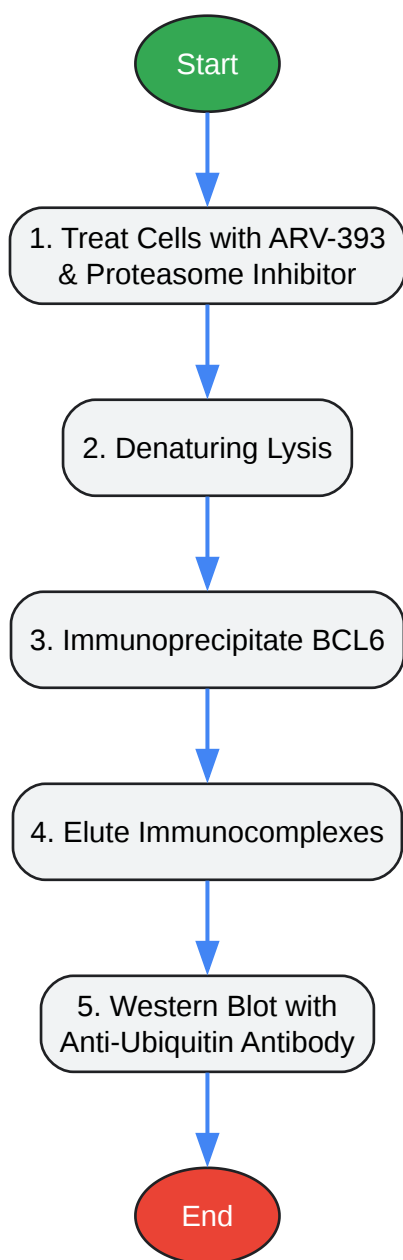 Start
1. Treat Cells with ARV-393
& Proteasome Inhibitor
2. Denaturing Lysis
3. Immunoprecipitate BCL6
4. Elute Immunocomplexes
5. Western Blot with
Anti-Ubiquitin Antibody
End